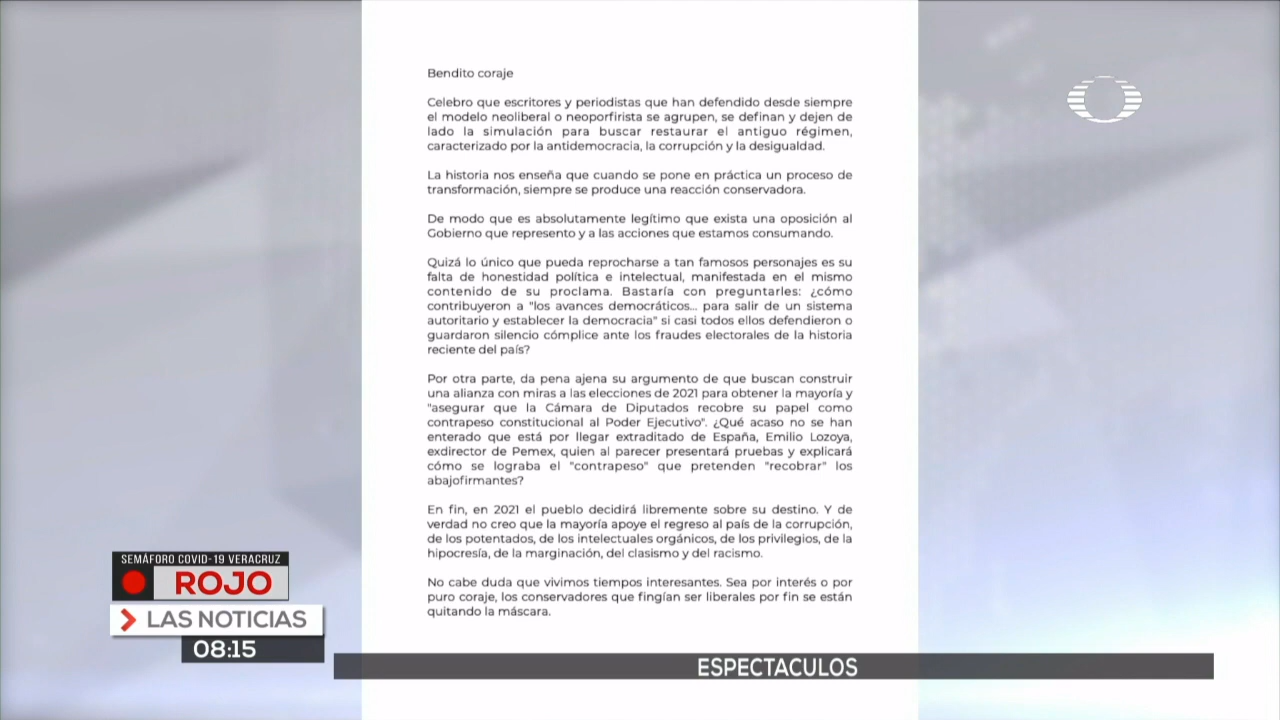 Bendito coraje
Celebro que escritores y periodistas que han defendido desde siempre
el modelo neoliberal o neoporfirista se agrupen, se definan y dejen de
lado la simulación para buscar restaurar el antiguo régimen,
caracterizado por la antidemocracia, la corrupción y la desigualdad.
La historia nos enseña que cuando se pone en práctica un proceso de
transformación, siempre se produce una reacción conservadora.
De modo que es absolutamente legítimo que exista una oposición al
Gobierno que represento y a las acciones que estamos consumando.
Quizá lo único que pueda reprocharse a tan famosos personajes es su
falta de honestidad política e intelectual, manifestada en el mismo
contenido de su proclama. Bastaría con preguntarles: ¿cómo
contribuyeron a "los avances democráticos... para salir de un sistema
autoritario y establecer la democracia" si casi todos ellos defendieron o
guardaron silencio cómplice ante los fraudes electorales de la historia
reciente del país?
Por otra parte, da pena ajena su argumento de que buscan construir
una alianza con miras a las elecciones de 2021 para obtener la mayoría y
"asegurar que la Cámara de Diputados recobre su papel como
contrapeso constitucional al Poder Ejecutivo". ¿Qué acaso no se han
enterado que está por llegar extraditado de España, Emilio Lozoya,
exdirector de Pemex, quien al parecer presentará pruebas y explicará
cómo se lograba el "contrapeso" que pretenden "recobrar" los
abajofirmantes?
En fin, en 2021 el pueblo decidirá libremente sobre su destino. Y de
verdad no creo que la mayoría apoye el regreso al país de la corrupción,
de los potentados, de los intelectuales orgánicos, de los privilegios, de la
hipocresía, de la marginación, del clasismo y del racismo.
No cabe duda que vivimos tiempos interesantes. Sea por interés o por
puro coraje, los conservadores que fingían ser liberales por fin se están
quitando la máscara.
SEMÁFORO COVID-19 VERACRUZ
ROJO
LAS NOTICIAS
08:15
ESPECTACULOS